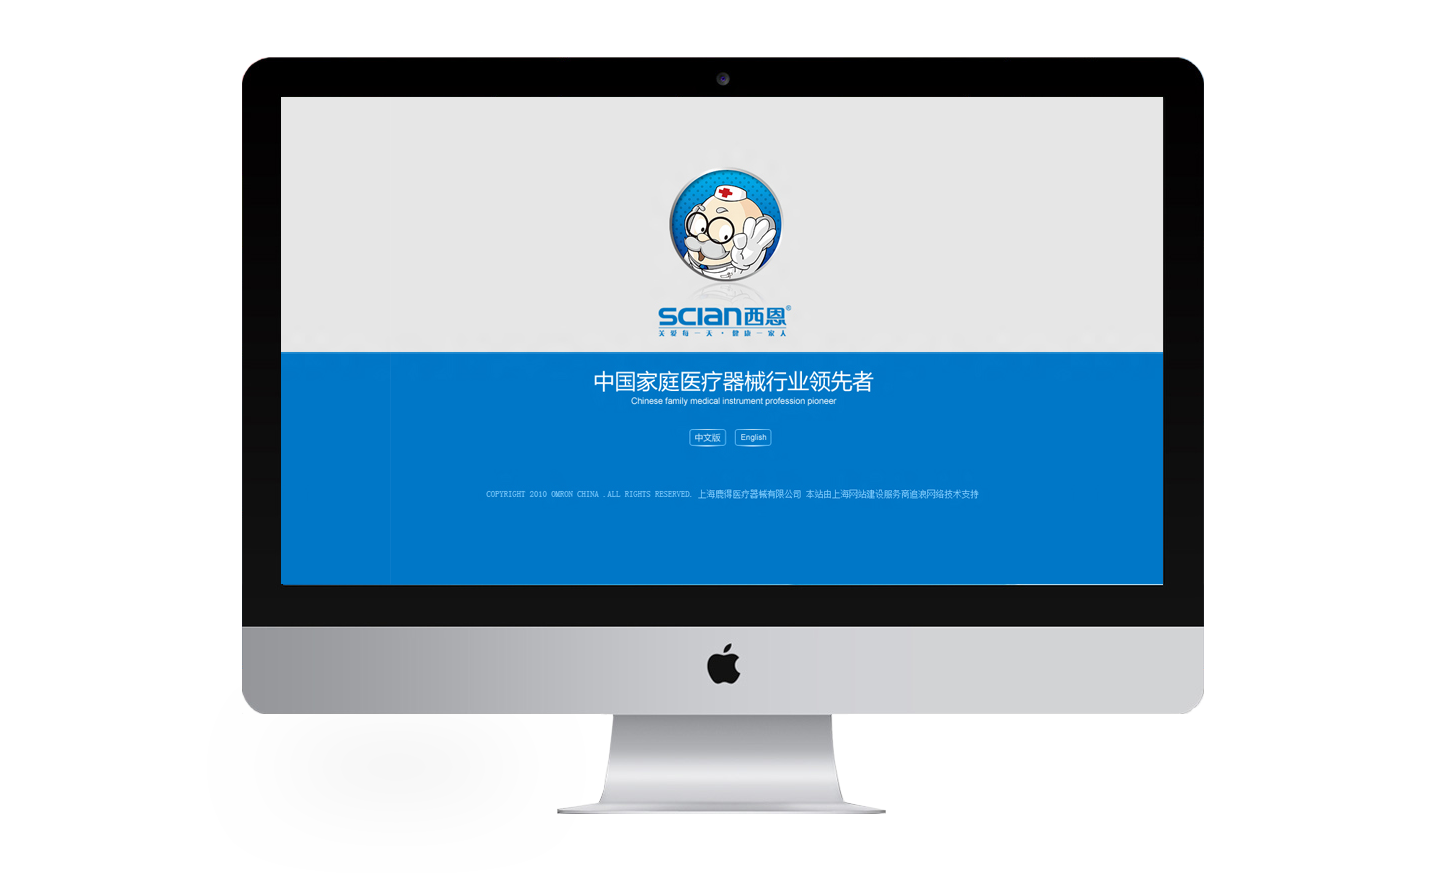 scian西恩®
关爱每一天·健康一家人
中国家庭医疗器械行业领先者
Chinese family medical instrument profession pioneer
中文版 English
COPYRIGHT 2010 OMRON CHINA .ALL RIGHTS RESERVED. 上海鹿得医疗器械有限公司 本站由上海网站建设服务商追浪网络技术支持